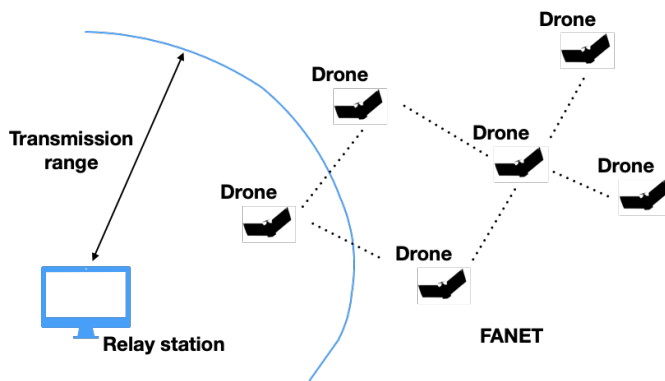 Drone
Drone
Drone
Transmission
range
Drone
Drone
Drone
Relay station
FANET